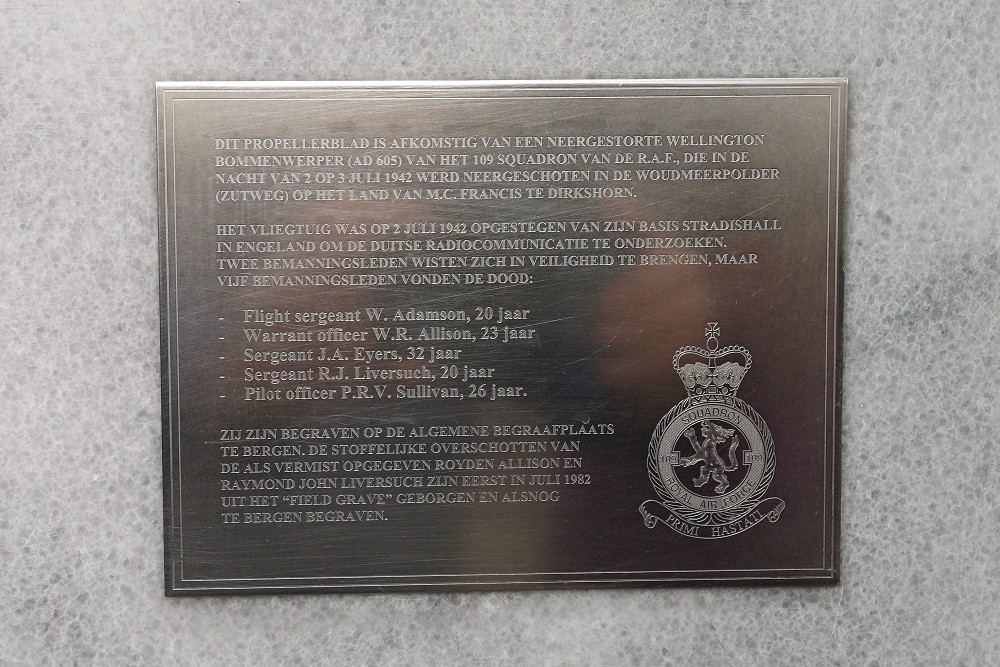 DIT PROPELLERBLAD IS AFKOMSTIG VAN EEN NEERGESTORTE WELLINGTON
BOMMENWERPER (AD 605) VAN HET 109 SQUADRON VAN DE R.A.F., DIE IN DE
NACHT VAN 2 OP 3 JULI 1942 WERD NEERGESCHOTEN IN DE WOUDMEERPOLDER
(ZUTWEG) OP HET LAND VAN M.C. FRANCIS TE DIRKSHORN.
HET VLIEGTUIG WAS OP 2 JULI 1942 OPGESTEGEN VAN ZIJN BASIS STRADISHALL
IN ENGELAND OM DE DUITSE RADIOCOMMUNICATIE TE ONDERZOEKEN.
TWEE BEMANNINGSLEDEN WISTEN ZICH IN VEILIGHEID TE BRENGEN, MAAR
VIJF BEMANNINGSLEDEN VONDEN DE DOOD:
- Flight sergeant W. Adamson, 20 jaar
- Warrant officer W.R. Allison, 23 jaar
- Sergeant J.A. Eyers, 32 jaar
- Sergeant R.J. Liversuch, 20 jaar
- Pilot officer P.R.V. Sullivan, 26 jaar.
ZIJ ZIJN BEGRAVEN OP DE ALGEMENE BEGRAAFPLAATS
TE BERGEN. DE STOFFELIJKE OVERSCHOTTEN VAN
DE ALS VERMIST OPGEGEVEN ROYDEN ALLISON EN
RAYMOND JOHN LIVERSUCH ZIJN EERST IN JULI 1982
UIT HET “FIELD GRAVE” GEBORGEN EN ALSNOG
TE BERGEN BEGRAVEN.
SQUADRON
109 109
ROYAL AIR FORCE
PRIMI HASTATI